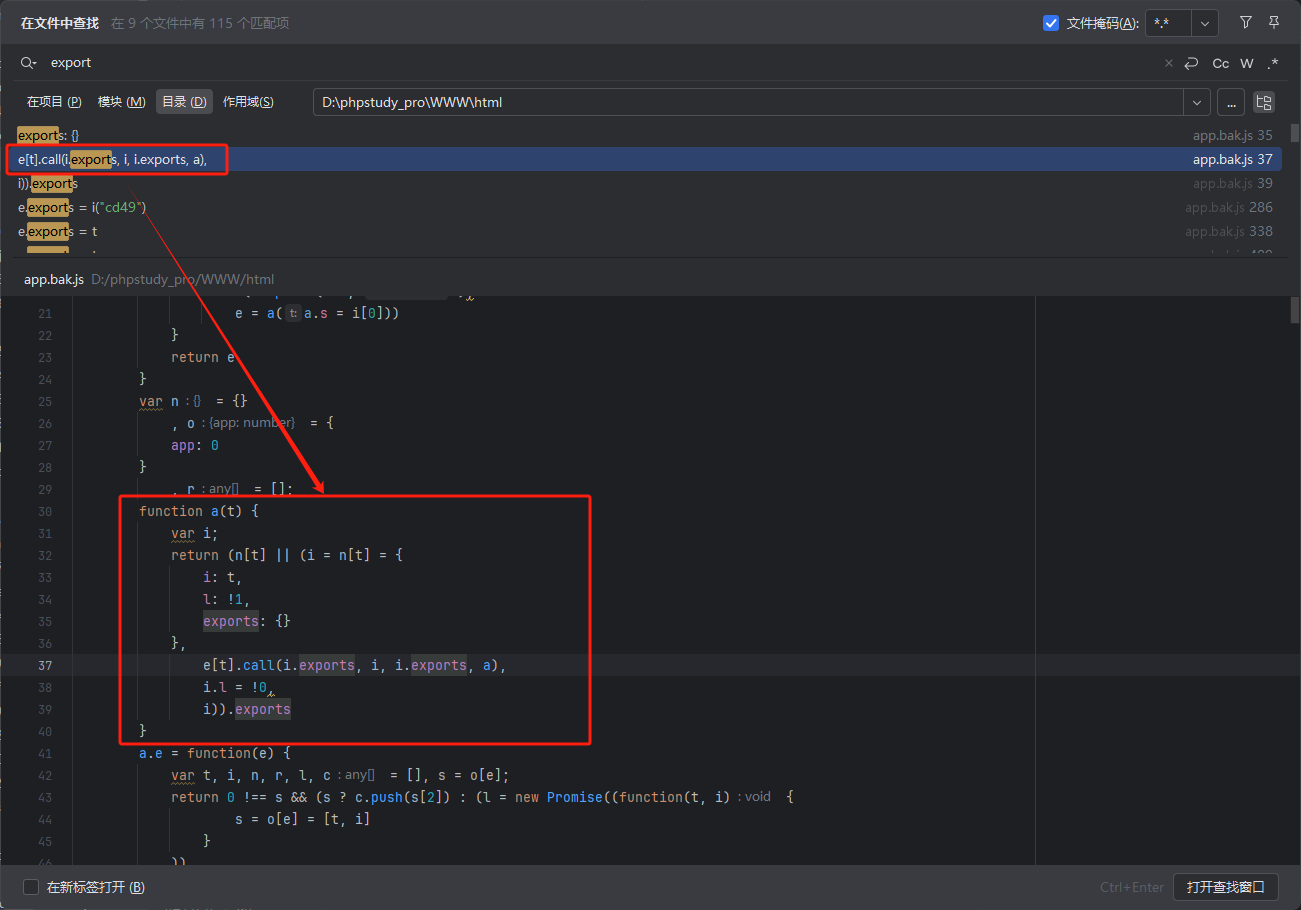 在文件中查找 在 9 个文件中有 115 个匹配项 文件掩码(A): *.*
export Cc W .*
在项目 (P) 模块 (M) 目录 (D) 作用域(S) D:\phpstudy_pro\WWW\html ...
exports: {} app.bak.js 35
e[t].call(i.exports, i, i.exports, a), app.bak.js 37
i)).exports app.bak.js 39
e.exports = i("cd49") app.bak.js 286
e.exports = t app.bak.js 338
app.bak.js D:/phpstudy_pro/WWW/html
21 e = a( t: a.s = i[0]))
22 }
23 return e
24 }
25 var n : {} = {}
26 , o : {app: number} = {
27 app: 0
28 }
29 , r : any[] = [];
30 function a(t) {
31 var i;
32 return (n[t] || (i = n[t] = {
33 i: t,
34 l: !1,
35 exports: {}
36 },
37 e[t].call(i.exports, i, i.exports, a),
38 i.l = !0,
39 i)).exports
40 }
41 a.e = function(e) {
42 var t, i, n, r, l, c : any[] = [], s = o[e];
43 return 0 !== s && (s ? c.push(s[2]) : (l = new Promise((function(t, i) : void {
44 s = o[e] = [t, i]
45 }
46 ))
在新标签打开 (B) Ctrl+Enter 打开查找窗口